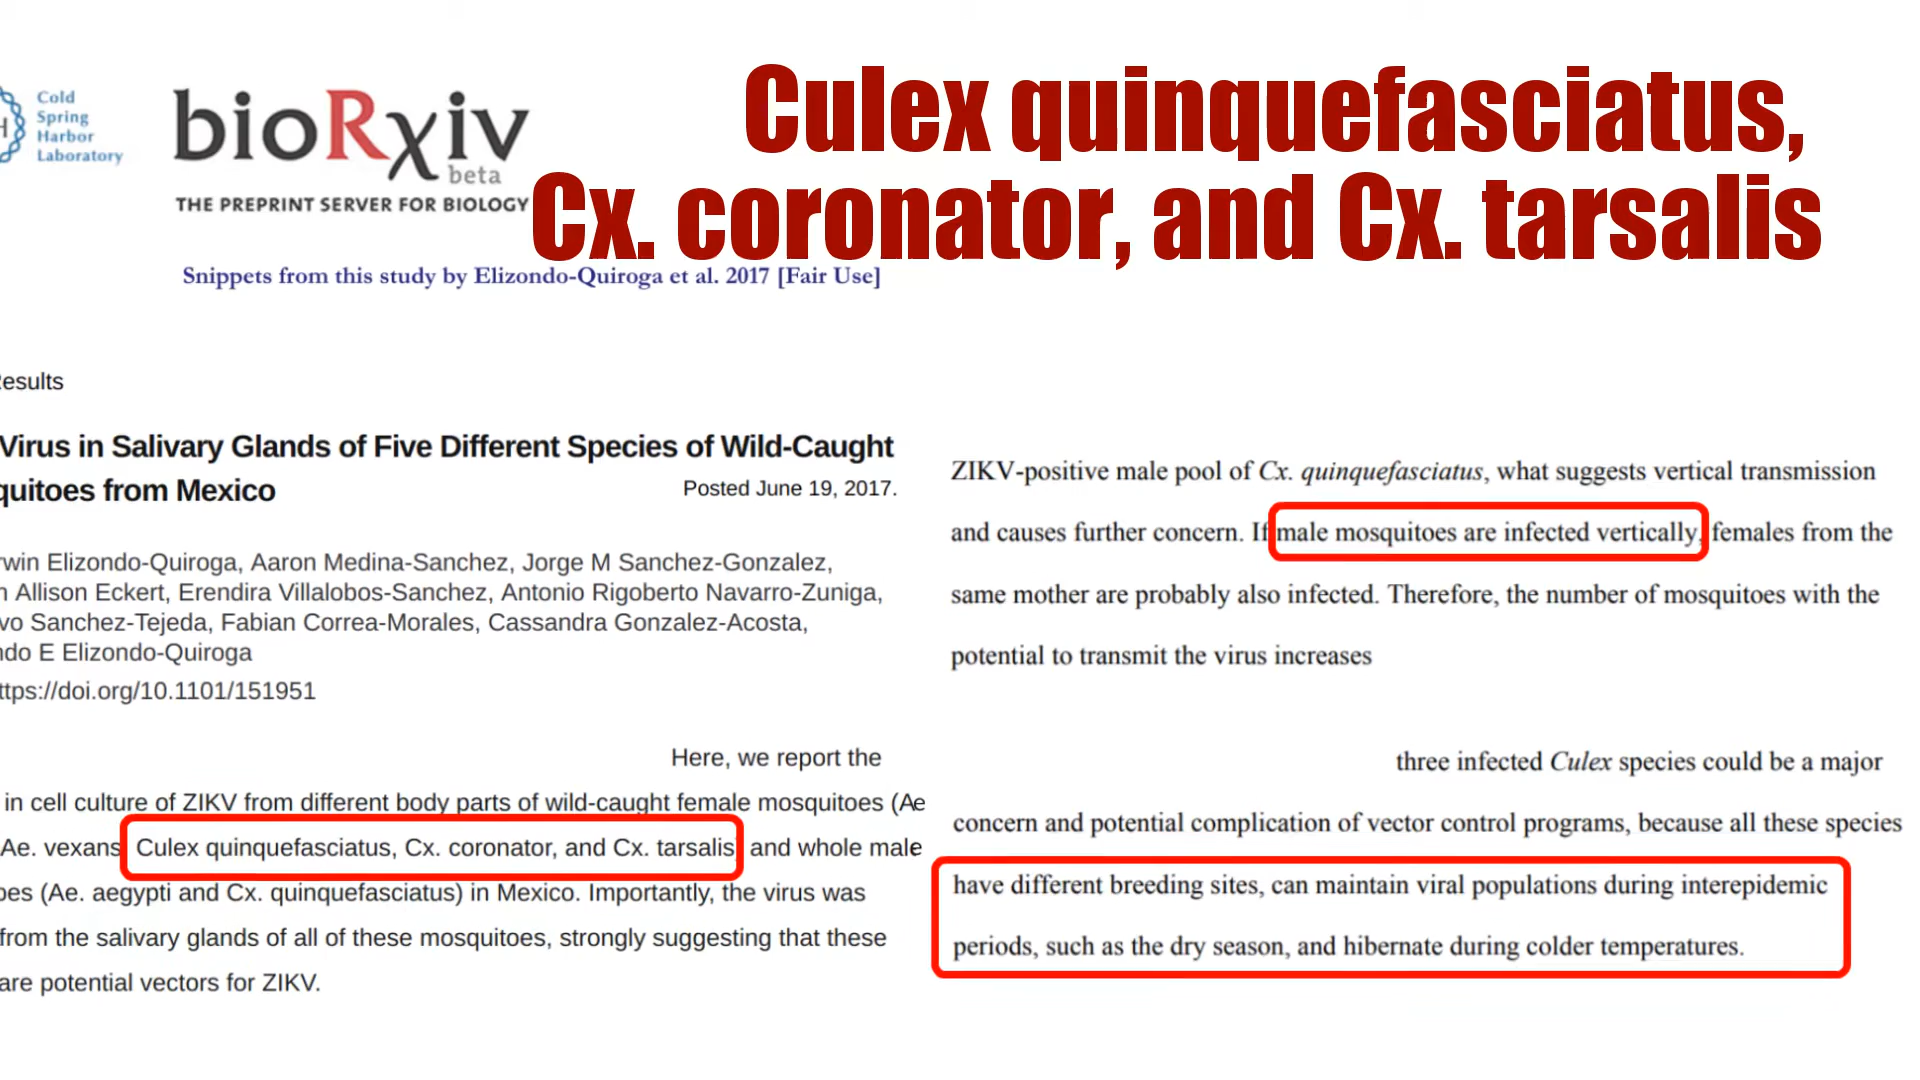 Cold
Spring
Harbor
Laboratory
H
bioRxiv
beta
THE PREPRINT SERVER FOR BIOLOGY
Culex quinquefasciatus,
Cx. coronator, and Cx. tarsalis
Snippets from this study by Elizondo-Quiroga et al. 2017 [Fair Use]
esults
Virus in Salivary Glands of Five Different Species of Wild-Caught
quitoes from Mexico
Posted June 19, 2017.
rwin Elizondo-Quiroga, Aaron Medina-Sanchez, Jorge M Sanchez-Gonzalez,
n Allison Eckert, Erendira Villalobos-Sanchez, Antonio Rigoberto Navarro-Zuniga,
vo Sanchez-Tejeda, Fabian Correa-Morales, Cassandra Gonzalez-Acosta,
ndo E Elizondo-Quiroga
ttps://doi.org/10.1101/151951
Here, we report the
in cell culture of ZIKV from different body parts of wild-caught female mosquitoes (Ae
Ae. vexans, Culex quinquefasciatus, Cx. coronator, and Cx. tarsalis, and whole male
oes (Ae. aegypti and Cx. quinquefasciatus) in Mexico. Importantly, the virus was
from the salivary glands of all of these mosquitoes, strongly suggesting that these
are potential vectors for ZIKV.
ZIKV-positive male pool of Cx. quinquefasciatus, what suggests vertical transmission
and causes further concern. If male mosquitoes are infected vertically, females from the
same mother are probably also infected. Therefore, the number of mosquitoes with the
potential to transmit the virus increases
three infected Culex species could be a major
concern and potential complication of vector control programs, because all these species
have different breeding sites, can maintain viral populations during interepidemic
periods, such as the dry season, and hibernate during colder temperatures.